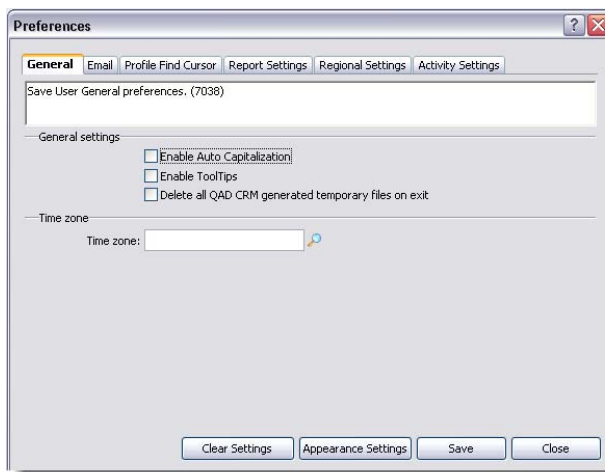 Preferences
General Email Profile Find Cursor Report Settings Regional Settings Activity Settings
Save User General preferences. (7038)
General settings
Enable Auto Capitalization
Enable ToolTips
Delete all QAD CRM generated temporary files on exit
Time zone
Time zone:
Clear Settings Appearance Settings Save Close